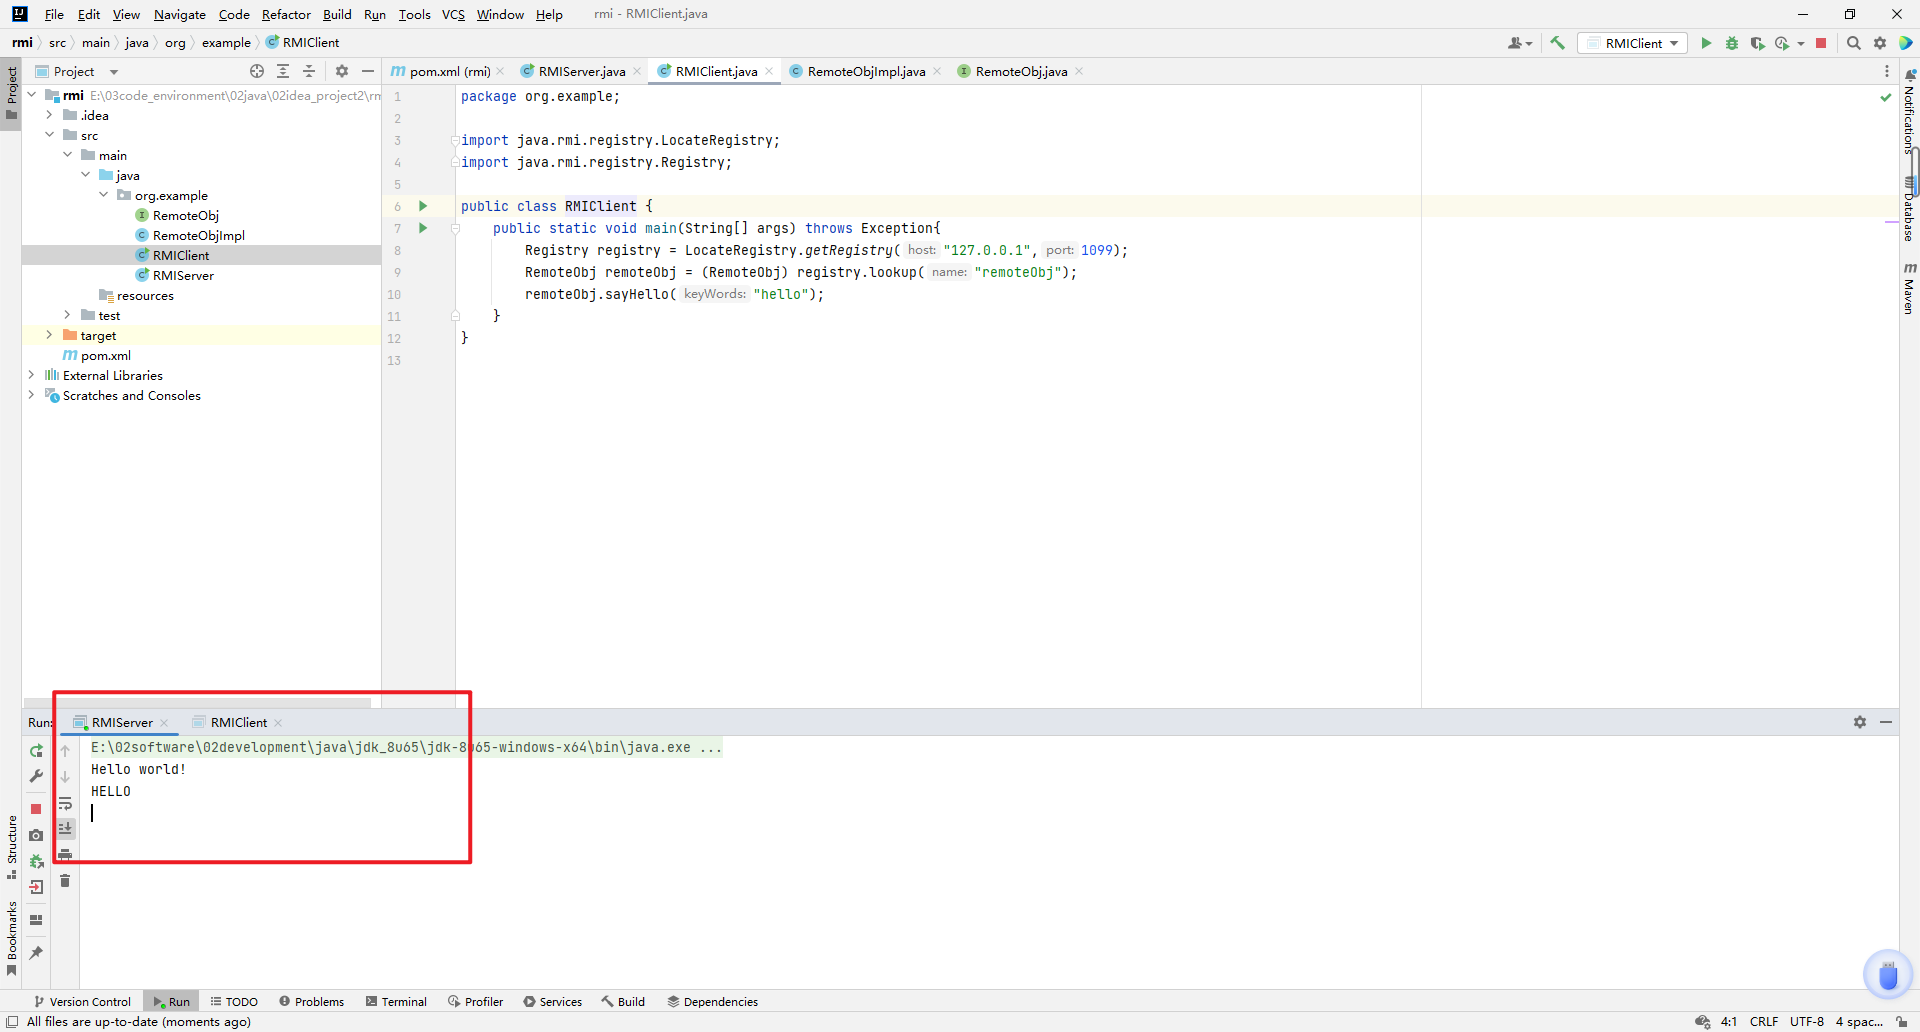 File Edit View Navigate Code Refactor Build Run Tools VCS Window Help rmi - RMIClient.java
rmi src main java org example RMIClient
RMIClient
Project
pom.xml (rmi) RMIServer.java RMIClient.java RemoteObjImpl.java RemoteObj.java
Project
rmi E:\03code_environment\02java\02idea_project2\rm
.idea
src
main
java
org.example
RemoteObj
RemoteObjImpl
RMIClient
RMIServer
resources
test
target
pom.xml
External Libraries
Scratches and Consoles
1 package org.example;
2
3 import java.rmi.registry.LocateRegistry;
4 import java.rmi.registry.Registry;
5
6 public class RMIClient {
7 public static void main(String[] args) throws Exception{
8 Registry registry = LocateRegistry.getRegistry( host: "127.0.0.1", port: 1099);
9 RemoteObj remoteObj = (RemoteObj) registry.lookup( name: "remoteObj");
10 remoteObj.sayHello( keyWords: "hello");
11 }
12 }
13
Notifications
Database
Maven
Run: RMIServer RMIClient
E:\02software\02development\java\jdk_8u65\jdk-8u65-windows-x64\bin\java.exe ...
Hello world!
HELLO
Structure
Bookmarks
Version Control Run TODO Problems Terminal Profiler Services Build Dependencies
All files are up-to-date (moments ago) 4:1 CRLF UTF-8 4 spac...